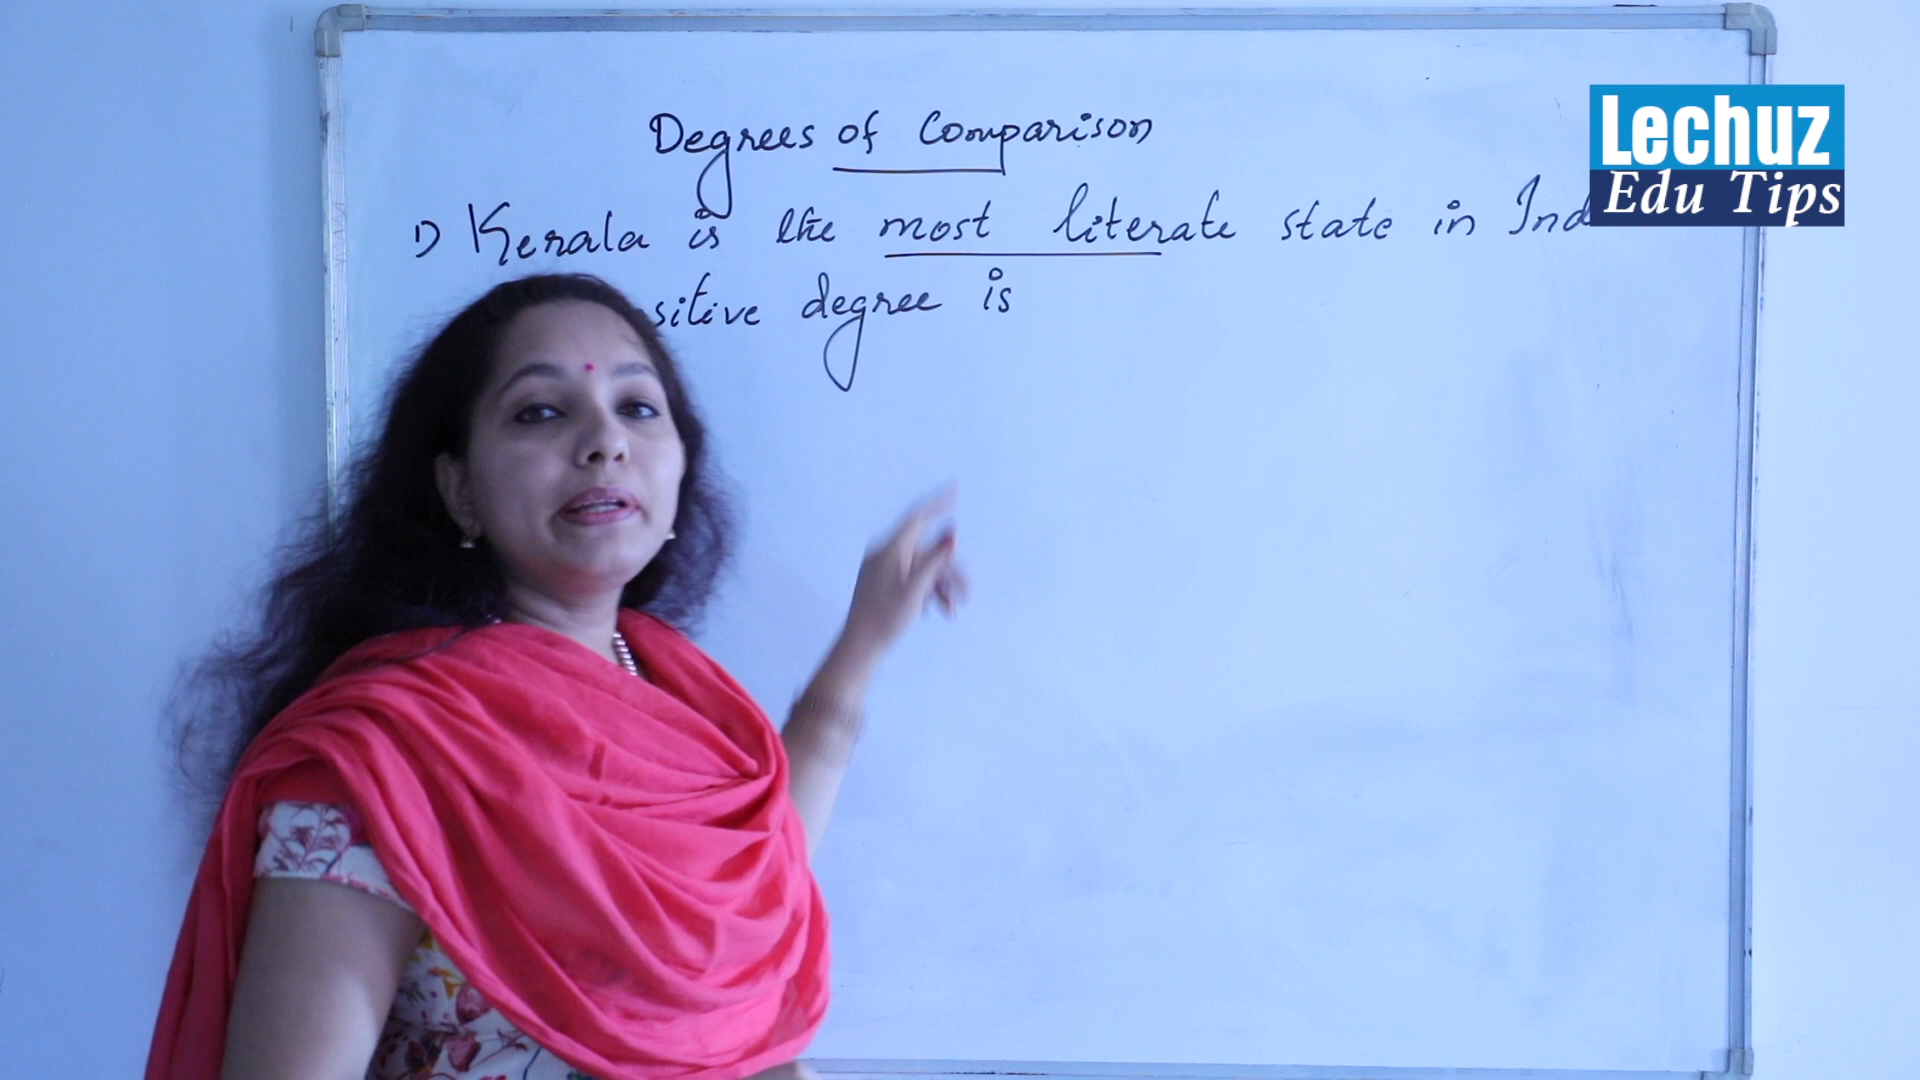 Degrees of Comparison
1) Kerala is the most literate state in Ind
sitive degree is
Lechuz
Edu Tips